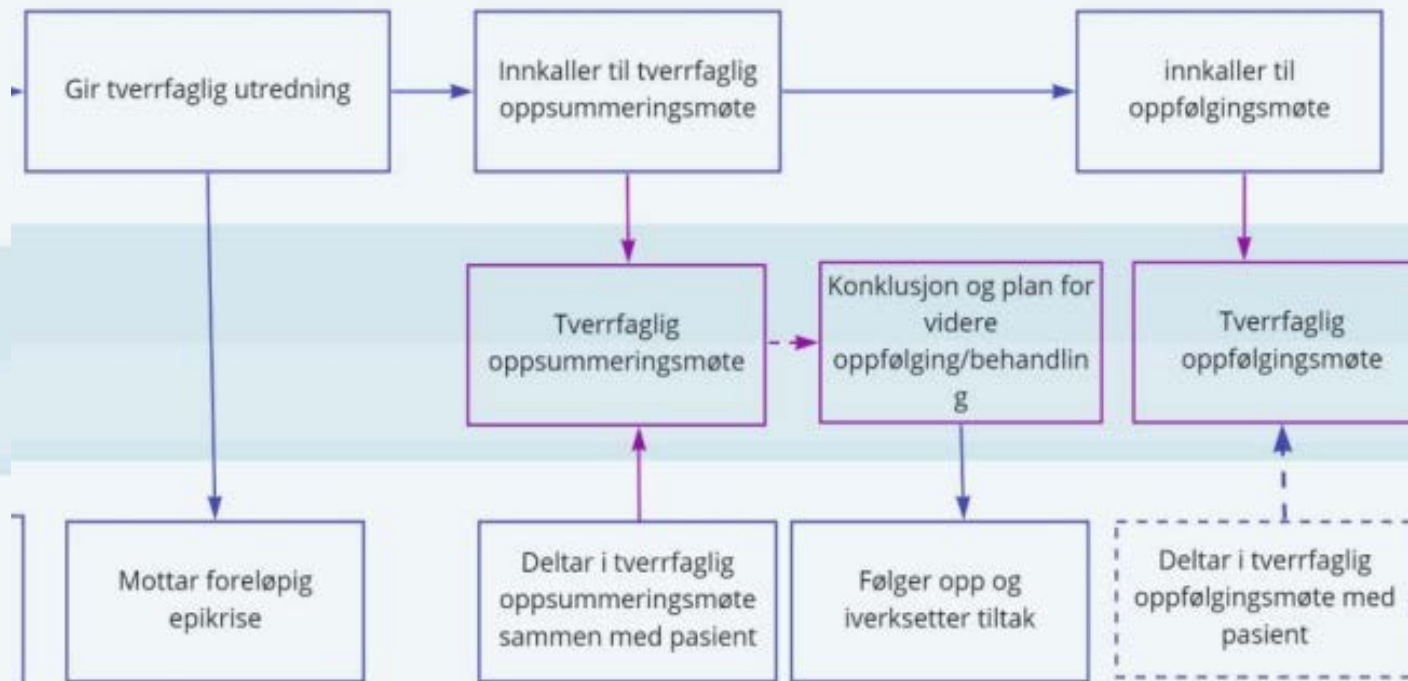 Gir tverrfaglig utredning
Innkaller til tverrfaglig
oppsummeringsmøte
innkaller til
oppfølgingsmøte
Tverrfaglig
oppsummeringsmøte
Konklusjon og plan for
videre
oppfølging/behandlin
g
Tverrfaglig
oppfølgingsmøte
Mottar foreløpig
epikrise
Deltar i tverrfaglig
oppsummeringsmøte
sammen med pasient
Følger opp og
iverksetter tiltak
Deltar i tverrfaglig
oppfølgingsmøte med
pasient